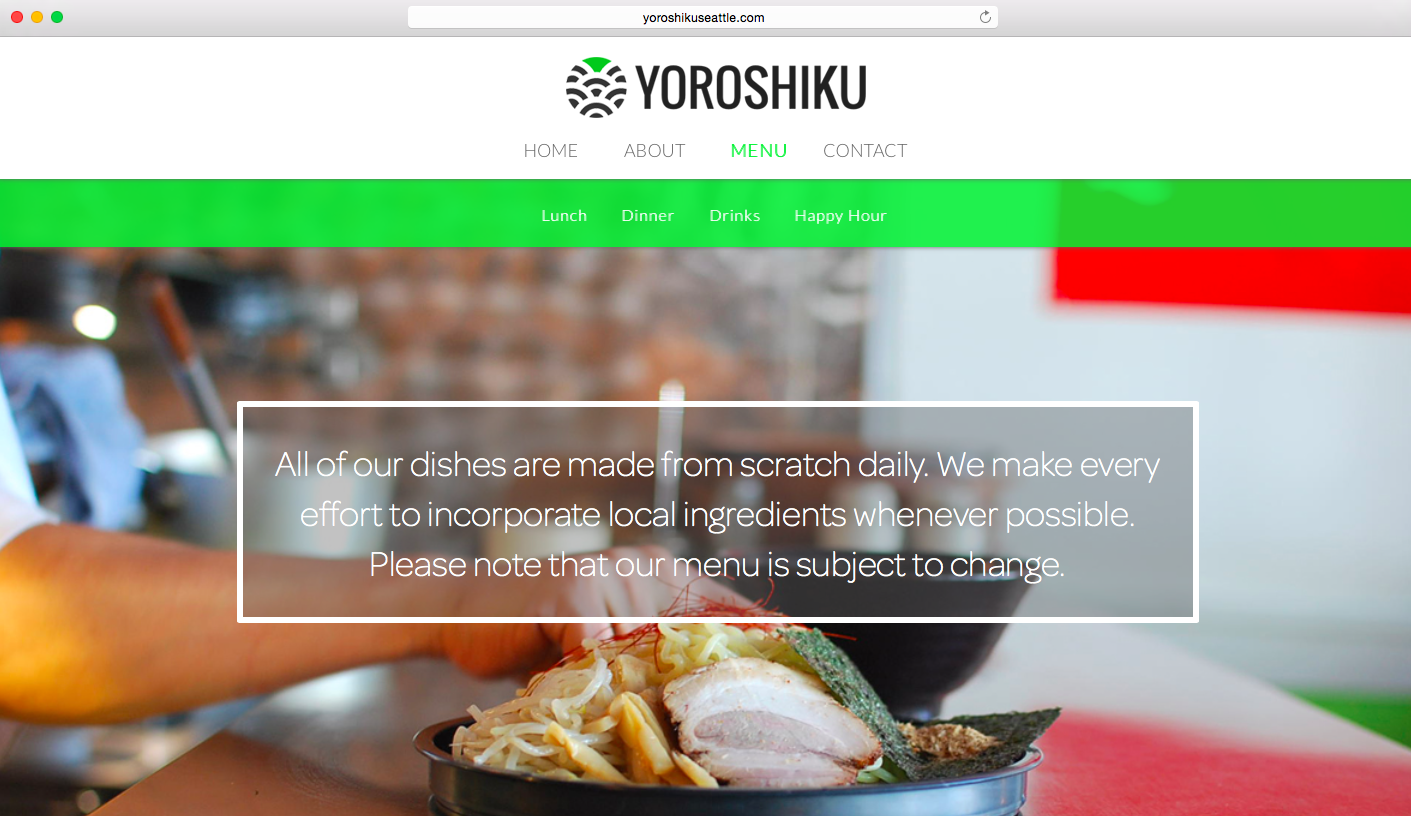 yoroshikuseattle.com
YOROSHIKU
HOME ABOUT MENU CONTACT
Lunch Dinner Drinks Happy Hour
All of our dishes are made from scratch daily. We make every
effort to incorporate local ingredients whenever possible.
Please note that our menu is subject to change.